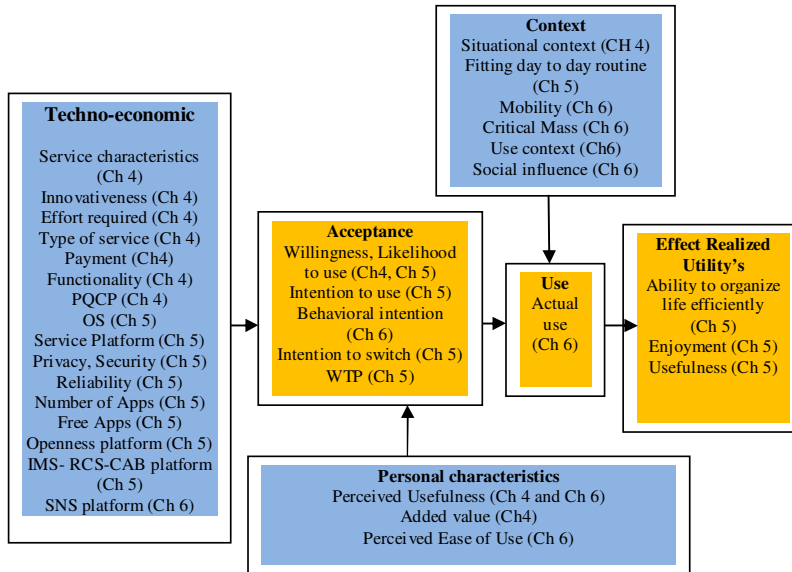 Context
Situational context (CH 4)
Fitting day to day routine
(Ch 5)
Mobility (Ch 6)
Critical Mass (Ch 6)
Use context (Ch6)
Social influence (Ch 6)
Techno-economic
Service characteristics
(Ch 4)
Innovativeness (Ch 4)
Effort required (Ch 4)
Type of service (Ch 4)
Payment (Ch4)
Functionality (Ch 4)
PQCP (Ch 4)
OS (Ch 5)
Service Platform (Ch 5)
Privacy, Security (Ch 5)
Reliability (Ch 5)
Number of Apps (Ch 5)
Free Apps (Ch 5)
Openness platform (Ch 5)
IMS- RCS-CAB platform
(Ch 5)
SNS platform (Ch 6)
Acceptance
Willingness, Likelihood
to use (Ch4, Ch 5)
Intention to use (Ch 5)
Behavioral intention
(Ch 6)
Intention to switch (Ch 5)
WTP (Ch 5)
Use
Actual
use
(Ch 6)
Effect Realized
Utility's
Ability to organize
life efficiently
(Ch 5)
Enjoyment (Ch 5)
Usefulness (Ch 5)
Personal characteristics
Perceived Usefulness (Ch 4 and Ch 6)
Added value (Ch4)
Perceived Ease of Use (Ch 6)